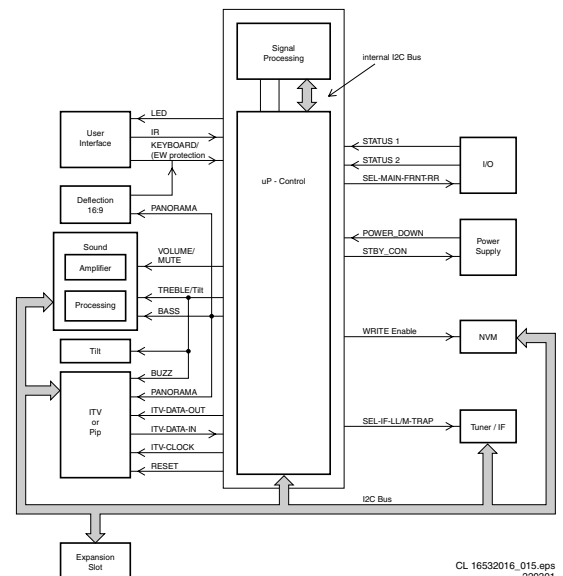 Signal
Processing
internal I2C Bus
LED
User
Interface
IR
KEYBOARD/
(EW protection
STATUS 1
STATUS 2
I/O
SEL-MAIN-FRNT-RR
uP - Control
Deflection
16:9
PANORAMA
Sound
Amplifier
VOLUME/
MUTE
POWER_DOWN
Power
Supply
STBY_CON
Processing
TREBLE/Tilt
BASS
WRITE Enable
NVM
Tilt
BUZZ
ITV
or
Pip
PANORAMA
ITV-DATA-OUT
ITV-DATA-IN
ITV-CLOCK
RESET
SEL-IF-LL/M-TRAP
Tuner / IF
I2C Bus
Expansion
Slot
CL 16532016_015.eps